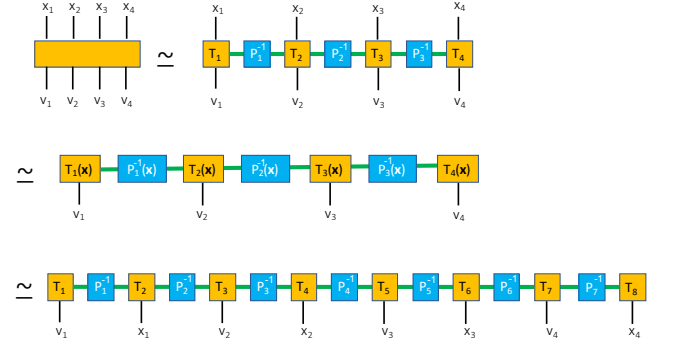 x₁ x₂ x₃ x₄ x₁ x₂ x₃ x₄
≃ T₁ P₁⁻¹ T₂ P₂⁻¹ T₃ P₃⁻¹ T₄
v₁ v₂ v₃ v₄ v₁ v₂ v₃ v₄
≃ T₁(x) P₁⁻¹(x) T₂(x) P₂⁻¹(x) T₃(x) P₃⁻¹(x) T₄(x)
v₁ v₂ v₃ v₄
≃ T₁ P₁⁻¹ T₂ P₂⁻¹ T₃ P₃⁻¹ T₄ P₄⁻¹ T₅ P₅⁻¹ T₆ P₆⁻¹ T₇ P₇⁻¹ T₈
v₁ x₁ v₂ x₂ v₃ x₃ v₄ x₄